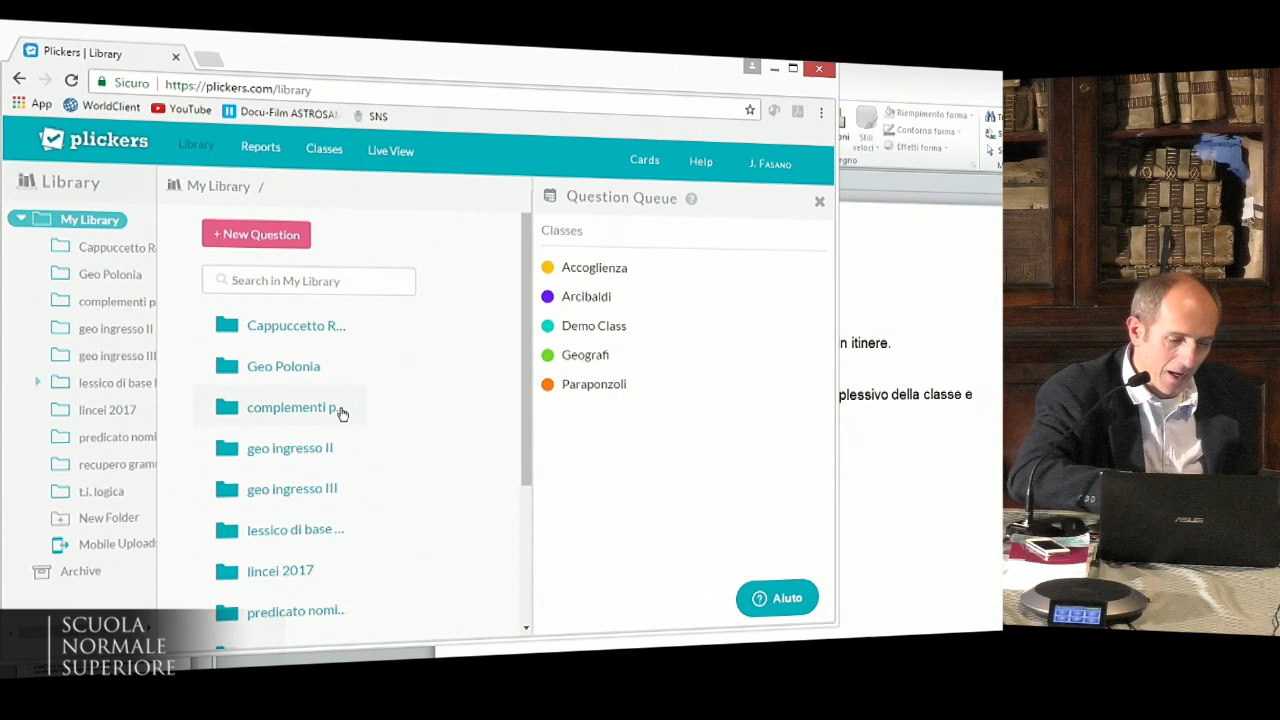 Plickers | Library
Sicuro
https://plickers.com/library
App
WorldClient
YouTube
Docu-Film ASTROSA
SNS
plickers
Library
Reports
Classes
Live View
Cards
Help
J. FASANO
Library
My Library
Cappuccetto R
Geo Polonia
complementi p
geo ingresso II
geo ingresso III
lessico di base I
lincei 2017
predicato nomi
recupero gram
t.i. logica
New Folder
Mobile Upload
Archive
My Library /
+ New Question
Search in My Library
Cappuccetto R...
Geo Polonia
complementi p..
geo ingresso II
geo ingresso III
lessico di base ...
lincei 2017
predicato nomi..
Question Queue ?
Classes
Accoglienza
Arcibaldi
Demo Class
Geografi
Paraponzoli
? Aiuto
Stili
veloci
Riempimento forma
Contorno forma
Effetti forma
n itinere.
plessivo della classe e
ASUS
SCUOLA
NORMALE
SUPERIORE